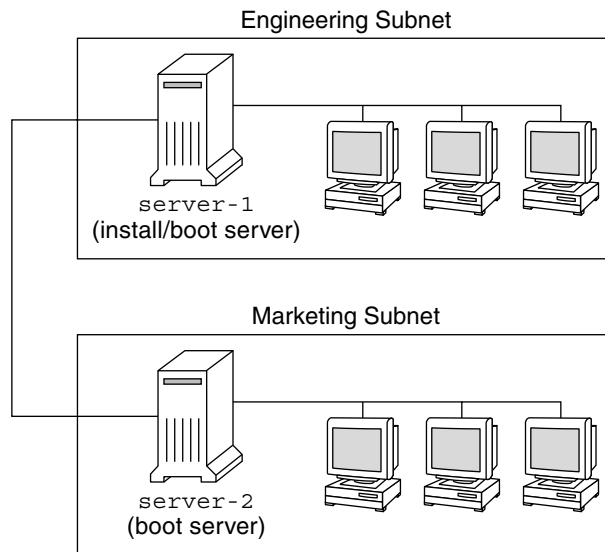 Engineering Subnet
server-1
(install/boot server)
Marketing Subnet
server-2
(boot server)